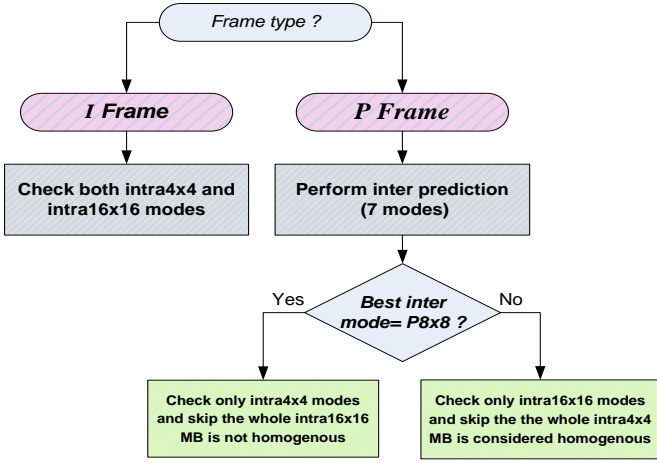 Frame type ?
I Frame
P Frame
Check both intra4x4 and
intra16x16 modes
Perform inter prediction
(7 modes)
Yes
Best inter
mode= P8x8 ?
No
Check only intra4x4 modes
and skip the whole intra16x16
MB is not homogenous
Check only intra16x16 modes
and skip the the whole intra4x4
MB is considered homogenous